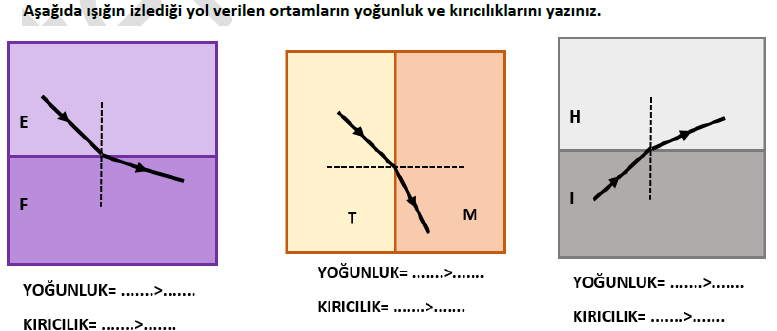 Aşağıda ışığın izlediği yol verilen ortamların yoğunluk ve kırıcılıklarını yazınız.
E
F
YOĞUNLUK= .......>.......
KIRICILIK= .......>.......
T
M
YOĞUNLUK= .......>.......
KIRICILIK= .......>.......
H
I
YOĞUNLUK= .......>.......
KIRICILIK= .......>.......